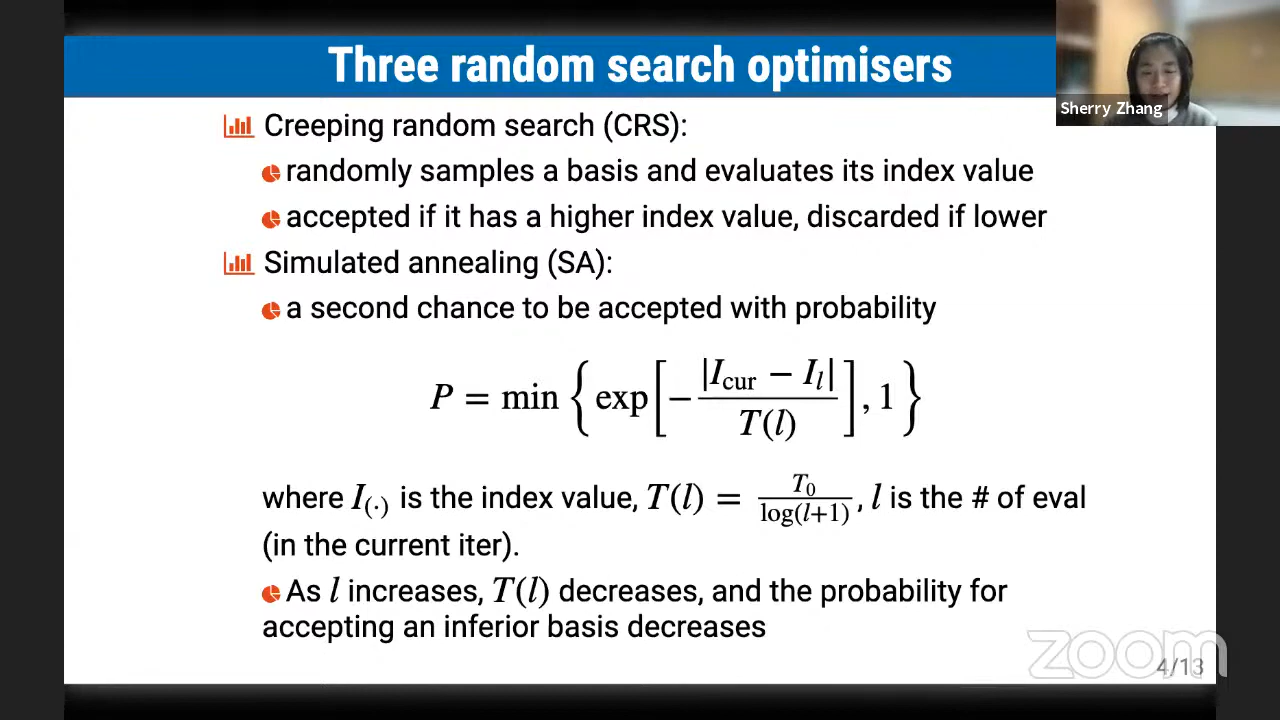 Three random search optimisers
Sherry Zhang
Creeping random search (CRS):
randomly samples a basis and evaluates its index value
accepted if it has a higher index value, discarded if lower
Simulated annealing (SA):
a second chance to be accepted with probability
P = min { exp[ − |I_cur − I_l| / T(l) ], 1 }
where I_(·) is the index value, T(l) = T_0 / log(l+1), l is the # of eval
(in the current iter).
As l increases, T(l) decreases, and the probability for
accepting an inferior basis decreases
zoom
4/13